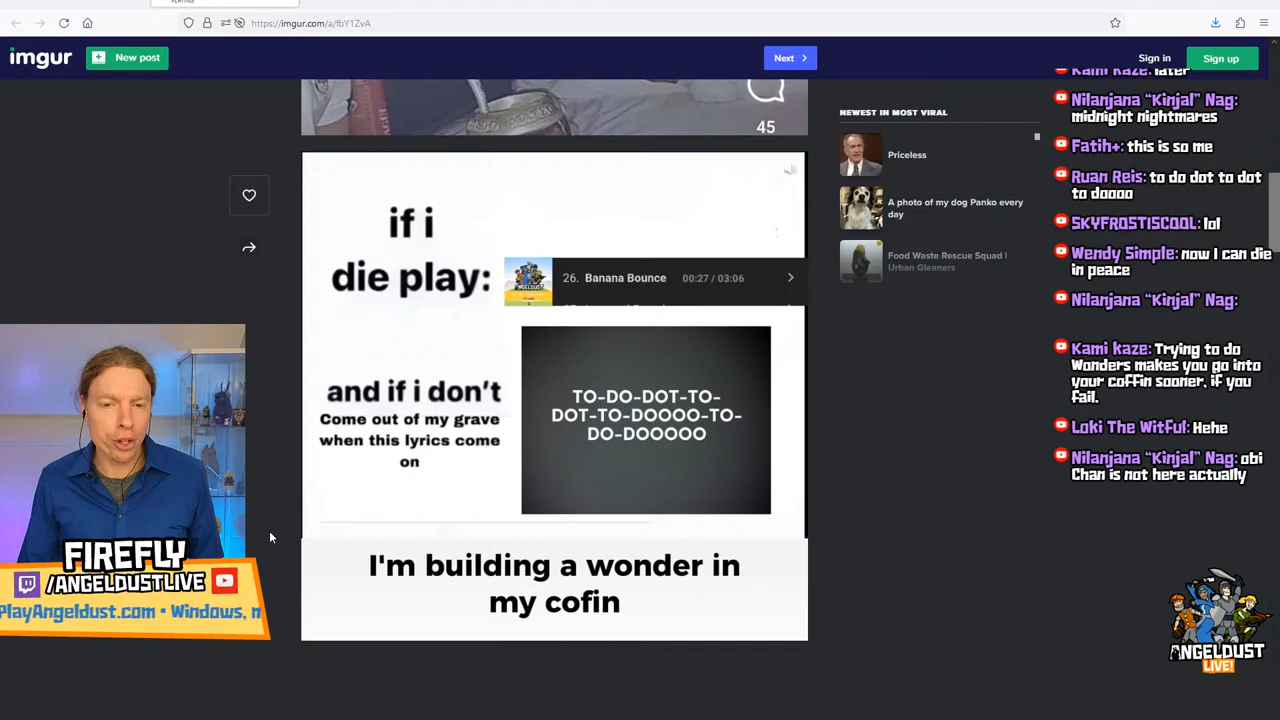 PLAYING
https://imgur.com/a/fbY1ZvA
imgur
New post
Next
Sign in
Sign up
45
if i
die play:
26. Banana Bounce 00:27 / 03:06
and if i don't
Come out of my grave
when this lyrics come
on
TO-DO-DOT-TO-
DOT-TO-DOOOO-TO-
DO-DOOOOO
I'm building a wonder in
my cofin
NEWEST IN MOST VIRAL
Priceless
A photo of my dog Panko every
day
Food Waste Rescue Squad |
Urban Gleaners
Kami kaze: later
Nilanjana "Kinjal" Nag:
midnight nightmares
Fatih+: this is so me
Ruan Reis: to do dot to dot
to doooo
SKYFROSTISCOOL: lol
Wendy Simple: now I can die
in peace
Nilanjana "Kinjal" Nag:
Kami kaze: Trying to do
Wonders makes you go into
your coffin sooner, if you
fail.
Loki The Witful: Hehe
Nilanjana "Kinjal" Nag: obi
Chan is not here actually
FIREFLY
/ANGELDUSTLIVE
PlayAngeldust.com • Windows, m
ANGELDUST
LIVE!